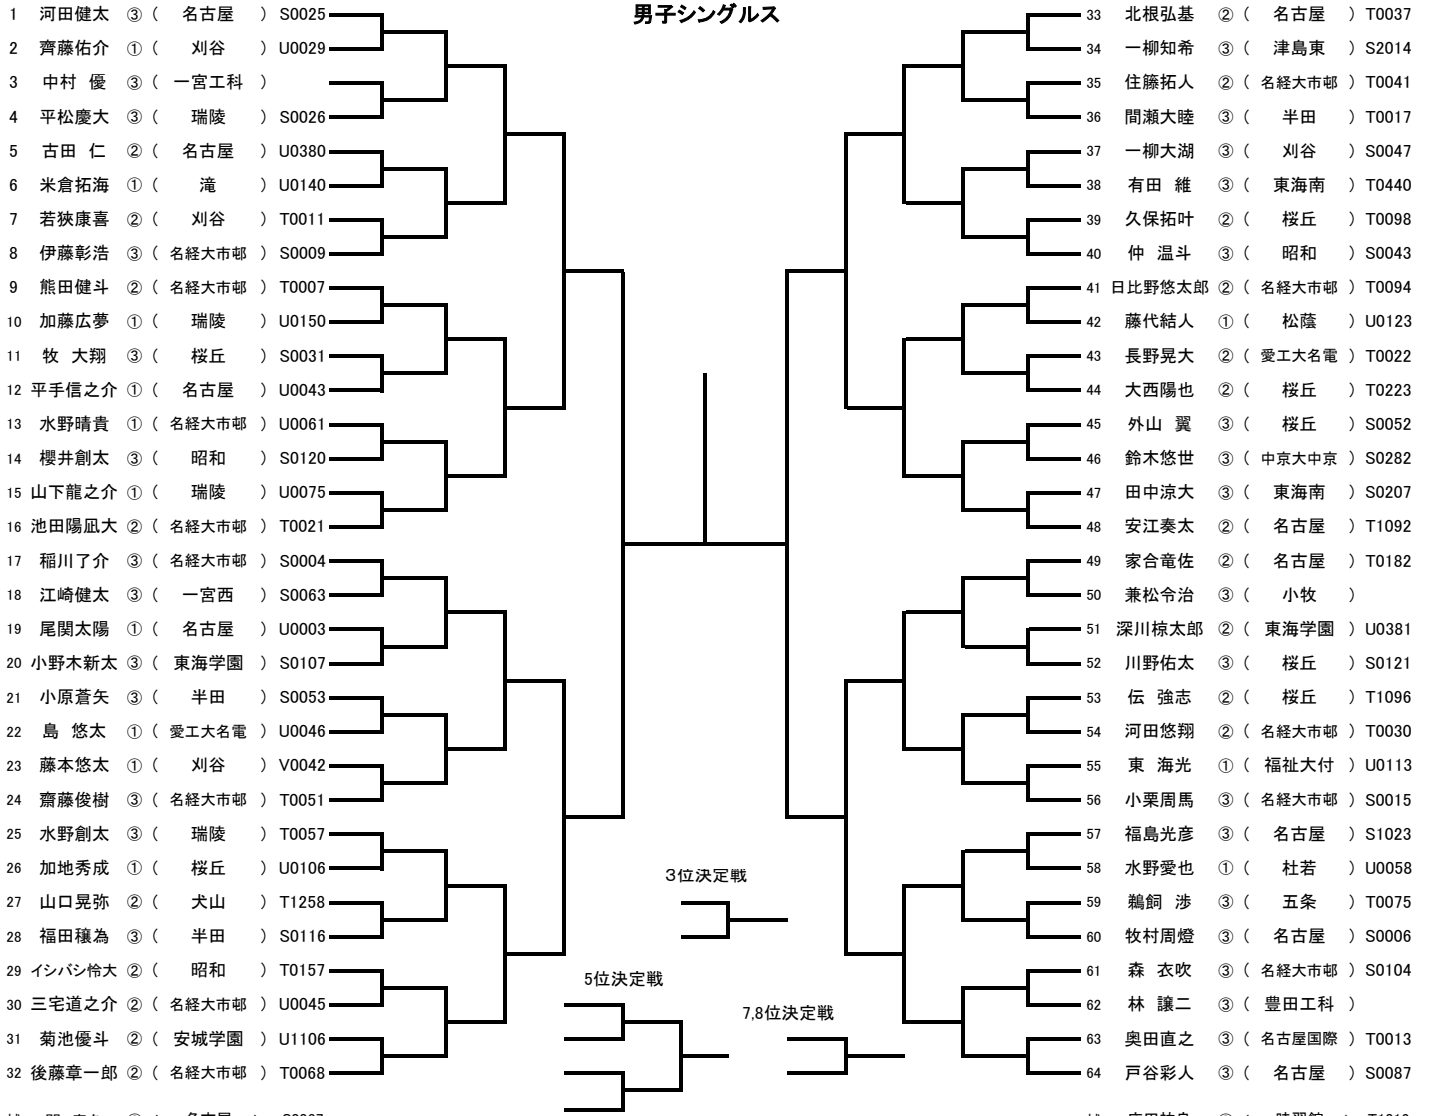 男子シングルス
1 河田健太 ③ ( 名古屋 ) S0025
2 齊藤佑介 ① ( 刈谷 ) U0029
3 中村 優 ③ ( 一宮工科 )
4 平松慶大 ③ ( 瑞陵 ) S0026
5 古田 仁 ② ( 名古屋 ) U0380
6 米倉拓海 ① ( 滝 ) U0140
7 若狹康喜 ② ( 刈谷 ) T0011
8 伊藤彰浩 ③ ( 名経大市邨 ) S0009
9 熊田健斗 ② ( 名経大市邨 ) T0007
10 加藤広夢 ① ( 瑞陵 ) U0150
11 牧 大翔 ③ ( 桜丘 ) S0031
12 平手信之介 ① ( 名古屋 ) U0043
13 水野晴貴 ① ( 名経大市邨 ) U0061
14 櫻井創太 ③ ( 昭和 ) S0120
15 山下龍之介 ① ( 瑞陵 ) U0075
16 池田陽凪大 ② ( 名経大市邨 ) T0021
17 稲川了介 ③ ( 名経大市邨 ) S0004
18 江崎健太 ③ ( 一宮西 ) S0063
19 尾関太陽 ① ( 名古屋 ) U0003
20 小野木新太 ③ ( 東海学園 ) S0107
21 小原蒼矢 ③ ( 半田 ) S0053
22 島 悠太 ① ( 愛工大名電 ) U0046
23 藤本悠太 ① ( 刈谷 ) V0042
24 齋藤俊樹 ③ ( 名経大市邨 ) T0051
25 水野創太 ③ ( 瑞陵 ) T0057
26 加地秀成 ① ( 桜丘 ) U0106
27 山口晃弥 ② ( 犬山 ) T1258
28 福田穣為 ③ ( 半田 ) S0116
29 イシバシ怜大 ② ( 昭和 ) T0157
30 三宅道之介 ② ( 名経大市邨 ) U0045
31 菊池優斗 ② ( 安城学園 ) U1106
32 後藤章一郎 ② ( 名経大市邨 ) T0068
33 北根弘基 ② ( 名古屋 ) T0037
34 一柳知希 ③ ( 津島東 ) S2014
35 住籐拓人 ② ( 名経大市邨 ) T0041
36 間瀬大睦 ③ ( 半田 ) T0017
37 一柳大湖 ③ ( 刈谷 ) S0047
38 有田 維 ③ ( 東海南 ) T0440
39 久保拓叶 ② ( 桜丘 ) T0098
40 仲 温斗 ③ ( 昭和 ) S0043
41 日比野悠太郎 ② ( 名経大市邨 ) T0094
42 藤代結人 ① ( 松蔭 ) U0123
43 長野晃大 ② ( 愛工大名電 ) T0022
44 大西陽也 ② ( 桜丘 ) T0223
45 外山 翼 ③ ( 桜丘 ) S0052
46 鈴木悠世 ③ ( 中京大中京 ) S0282
47 田中涼大 ③ ( 東海南 ) S0207
48 安江奏太 ② ( 名古屋 ) T1092
49 家合竜佐 ② ( 名古屋 ) T0182
50 兼松令治 ③ ( 小牧 )
51 深川椋太郎 ② ( 東海学園 ) U0381
52 川野佑太 ③ ( 桜丘 ) S0121
53 伝 強志 ② ( 桜丘 ) T1096
54 河田悠翔 ② ( 名経大市邨 ) T0030
55 東 海光 ① ( 福祉大付 ) U0113
56 小栗周馬 ③ ( 名経大市邨 ) S0015
57 福島光彦 ③ ( 名古屋 ) S1023
58 水野愛也 ① ( 杜若 ) U0058
59 鵜飼 渉 ③ ( 五条 ) T0075
60 牧村周燈 ③ ( 名古屋 ) S0006
61 森 衣吹 ③ ( 名経大市邨 ) S0104
62 林 譲二 ③ ( 豊田工科 )
63 奥田直之 ③ ( 名古屋国際 ) T0013
64 戸谷彩人 ③ ( 名古屋 ) S0087
3位決定戦
5位決定戦
7,8位決定戦